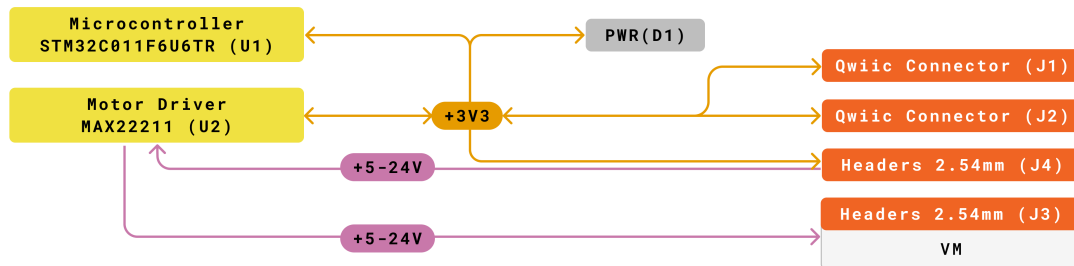 Microcontroller
STM32C011F6U6TR (U1)
PWR(D1)
Qwiic Connector (J1)
Motor Driver
MAX22211 (U2)
+3V3
Qwiic Connector (J2)
+5-24V
Headers 2.54mm (J4)
Headers 2.54mm (J3)
+5-24V
VM